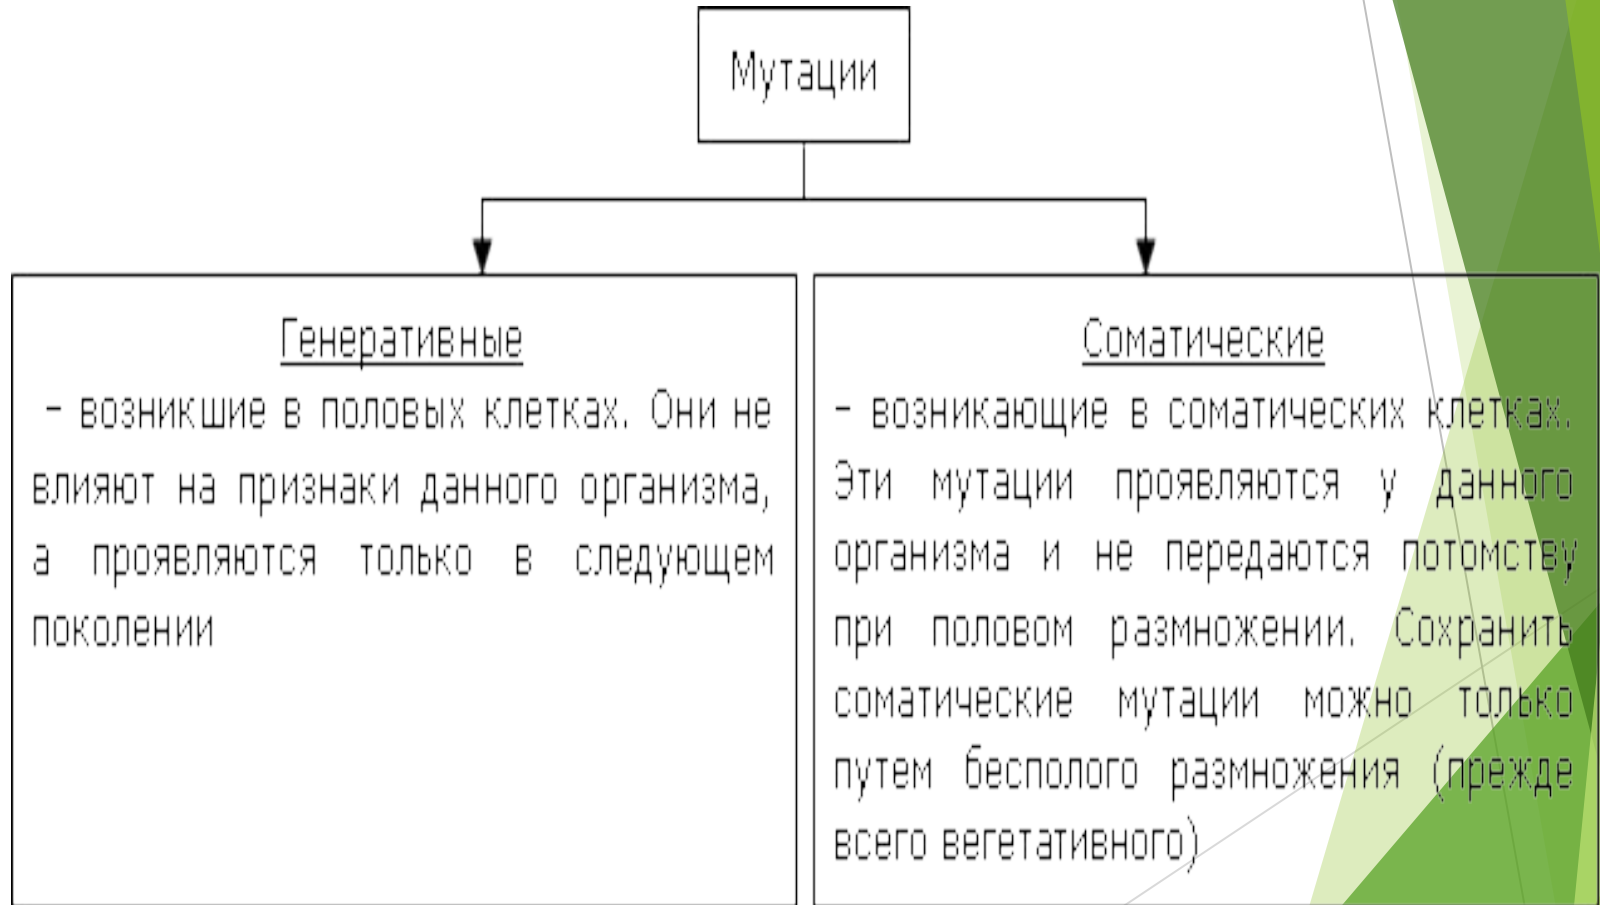 Мутации
Генеративные
– возникшие в половых клетках. Они не
влияют на признаки данного организма,
а проявляются только в следующем
поколении
Соматические
– возникающие в соматических клетках.
Эти мутации проявляются у данного
организма и не передаются потомству
при половом размножении. Сохранить
соматические мутации можно только
путем бесполого размножения (прежде
всего вегетативного)